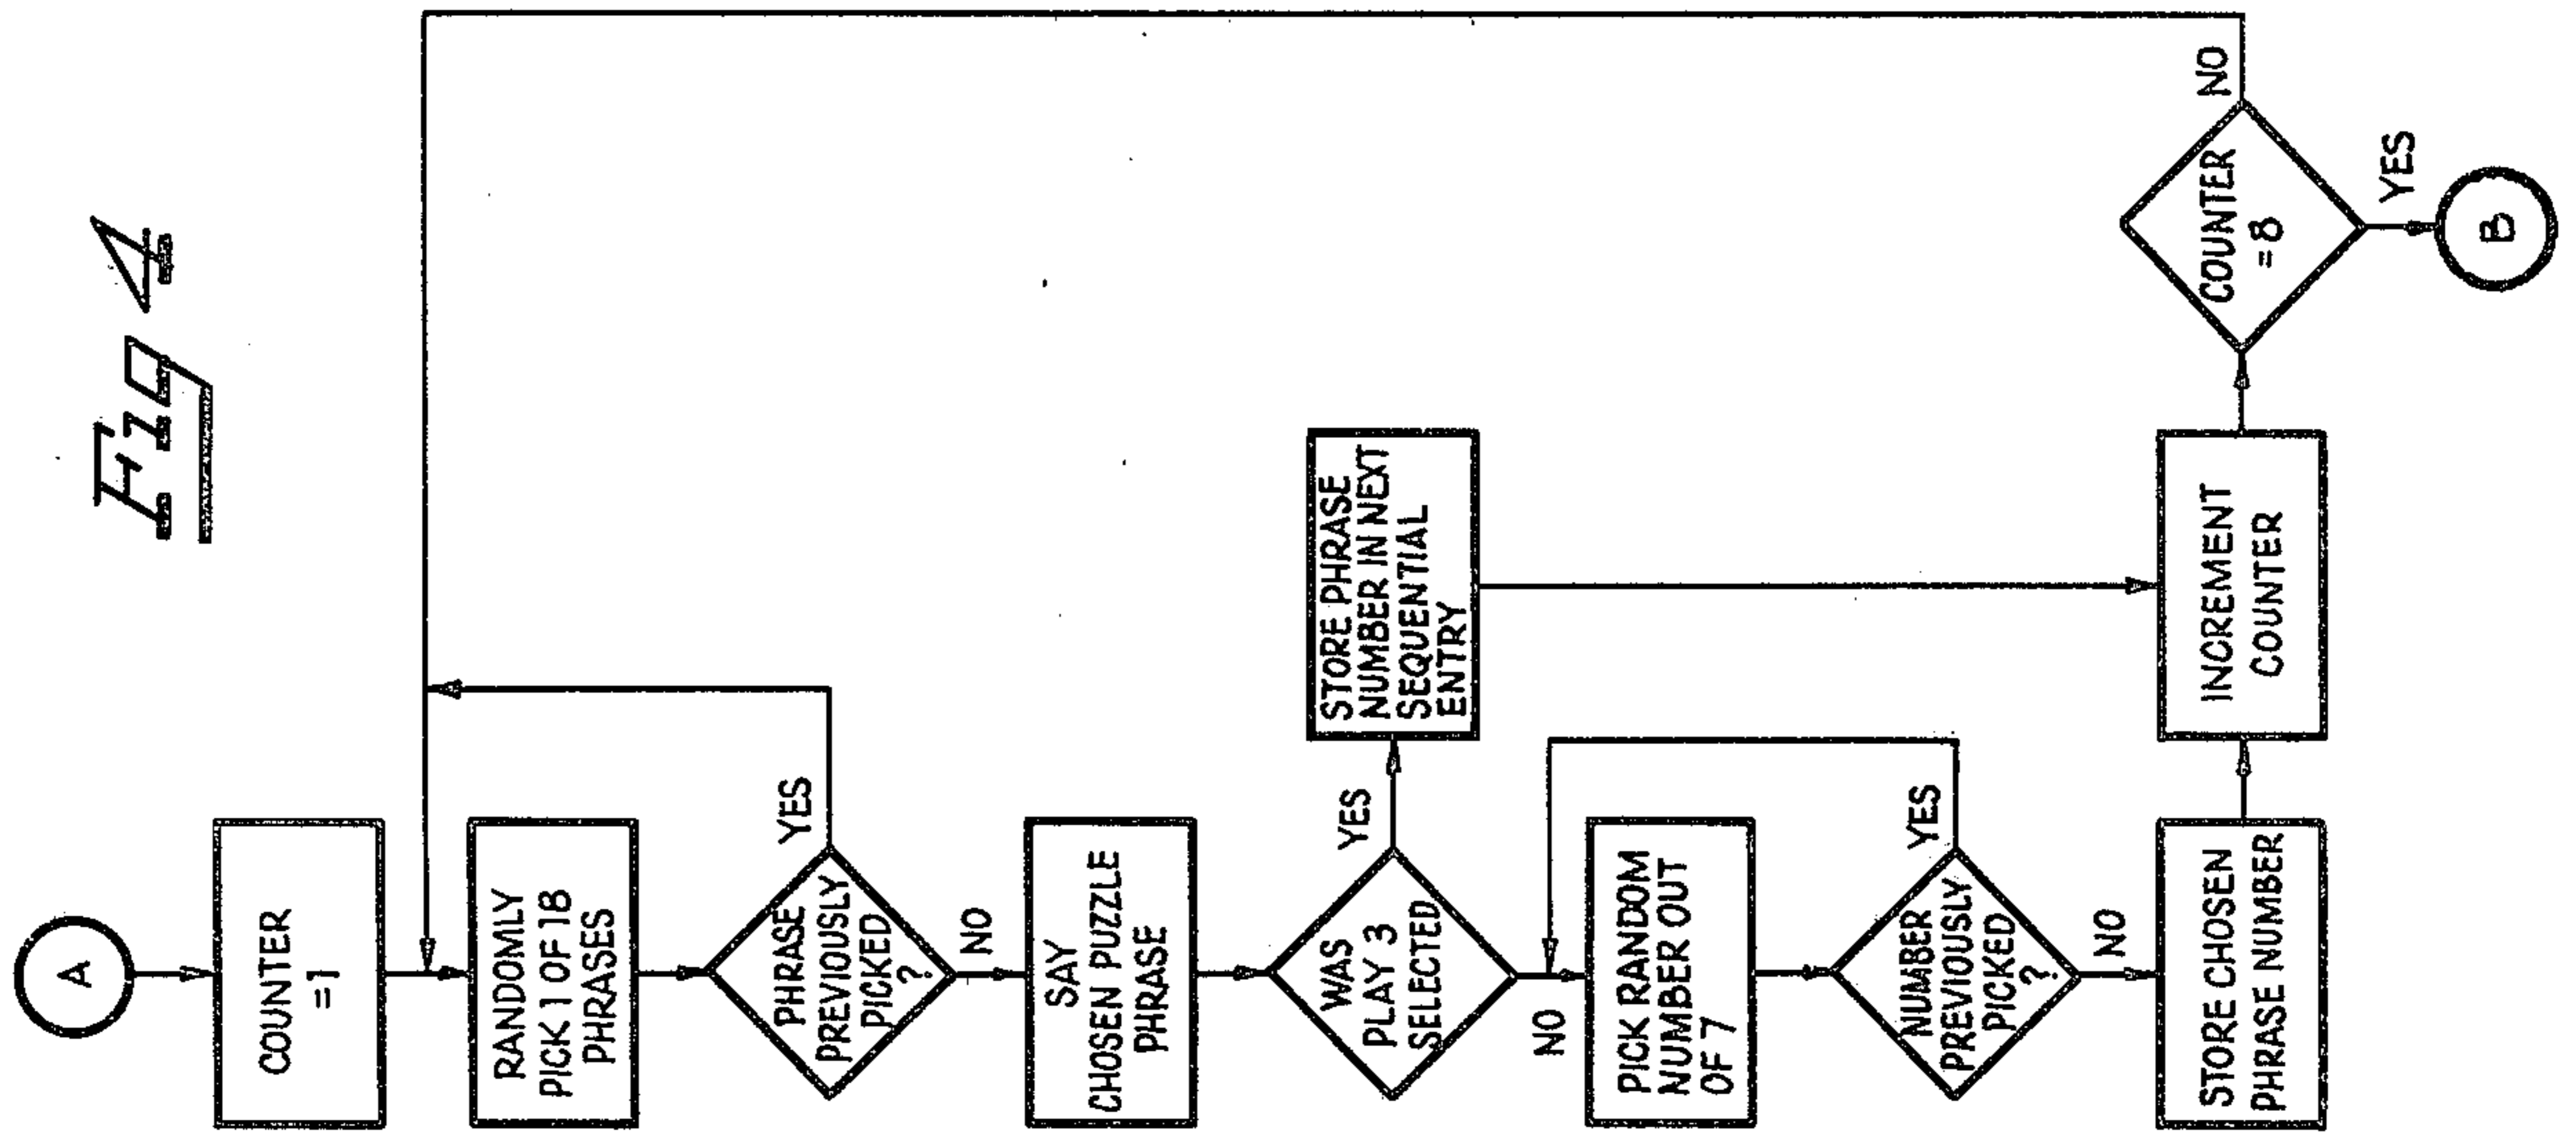 Fig 4
A
COUNTER
=1
RANDOMLY
PICK 1 OF 18
PHRASES
PHRASE
PREVIOUSLY
PICKED
?
YES
NO
SAY
CHOSEN PUZZLE
PHRASE
WAS
PLAY 3
SELECTED
YES
STORE PHRASE
NUMBER IN NEXT
SEQUENTIAL
ENTRY
NO
PICK RANDOM
NUMBER OUT
OF 7
NUMBER
PREVIOUSLY
PICKED
?
YES
NO
STORE CHOSEN
PHRASE NUMBER
INCREMENT
COUNTER
COUNTER
=8
NO
YES
B